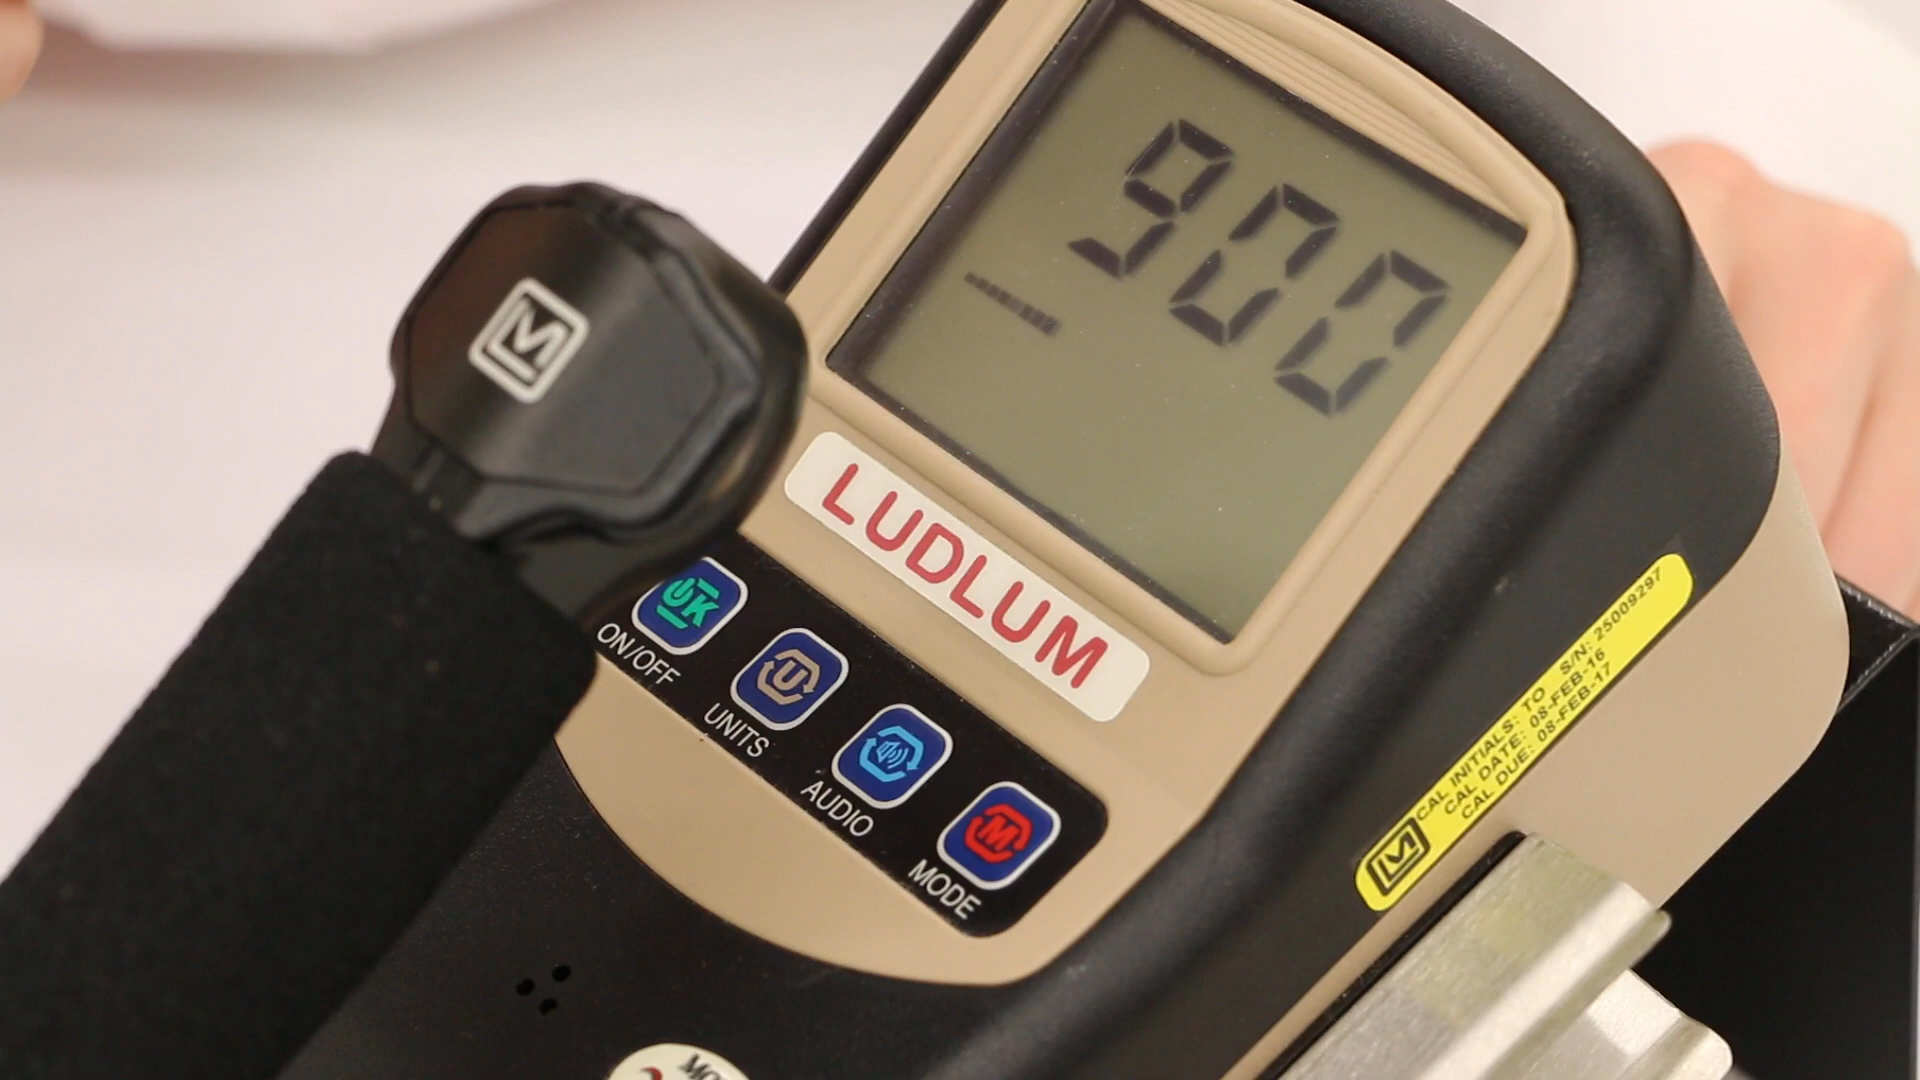 900
LUDLUM
OK
ON/OFF
U
UNITS
AUDIO
M
MODE
CAL INITIALS: TO S/N: 25009297
CAL DATE: 08-FEB-16
CAL DUE: 08-FEB-17